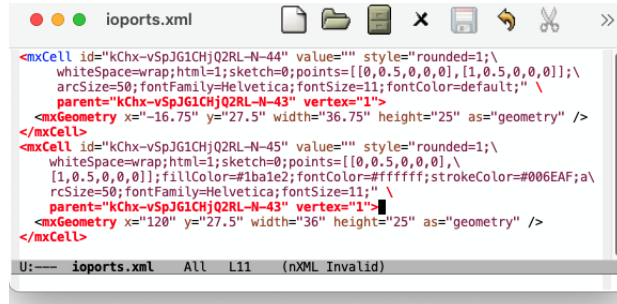 ioports.xml
<mxCell id="kChx-vSpJG1CHjQ2RL-N-44" value="" style="rounded=1;\
whiteSpace=wrap;html=1;sketch=0;points=[[0,0.5,0,0,0],[1,0.5,0,0,0]];\
arcSize=50;fontFamily=Helvetica;fontSize=11;fontColor=default;" \
parent="kChx-vSpJG1CHjQ2RL-N-43" vertex="1">
<mxGeometry x="-16.75" y="27.5" width="36.75" height="25" as="geometry" />
</mxCell>
<mxCell id="kChx-vSpJG1CHjQ2RL-N-45" value="" style="rounded=1;\
whiteSpace=wrap;html=1;sketch=0;points=[[0,0.5,0,0,0],\
[1,0.5,0,0,0]];fillColor=#1ba1e2;fontColor=#ffffff;strokeColor=#006EAF;a\
rcSize=50;fontFamily=Helvetica;fontSize=11;" \
parent="kChx-vSpJG1CHjQ2RL-N-43" vertex="1">
<mxGeometry x="120" y="27.5" width="36" height="25" as="geometry" />
</mxCell>
U:--- ioports.xml All L11 (nXML Invalid)